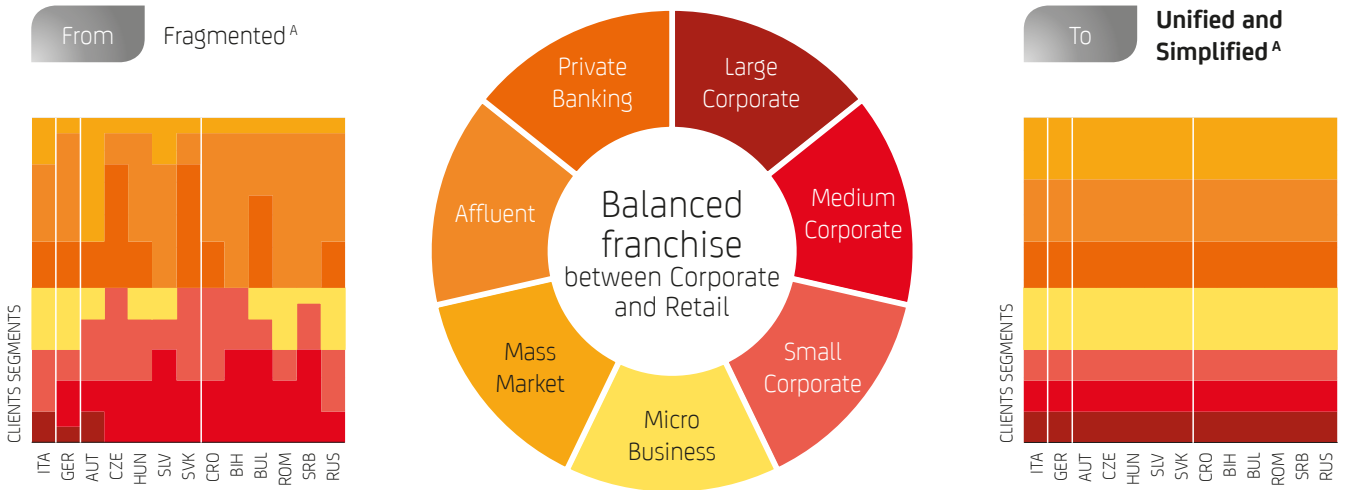 From
Fragmented A
CLIENTS SEGMENTS
ITA GER AUT CZE HUN SLV SVK CRO BIH BUL ROM SRB RUS
Private
Banking
Large
Corporate
Affluent
Medium
Corporate
Balanced
franchise
between Corporate
and Retail
Mass
Market
Small
Corporate
Micro
Business
To
Unified and
Simplified A
CLIENTS SEGMENTS
ITA GER AUT CZE HUN SLV SVK CRO BIH BUL ROM SRB RUS